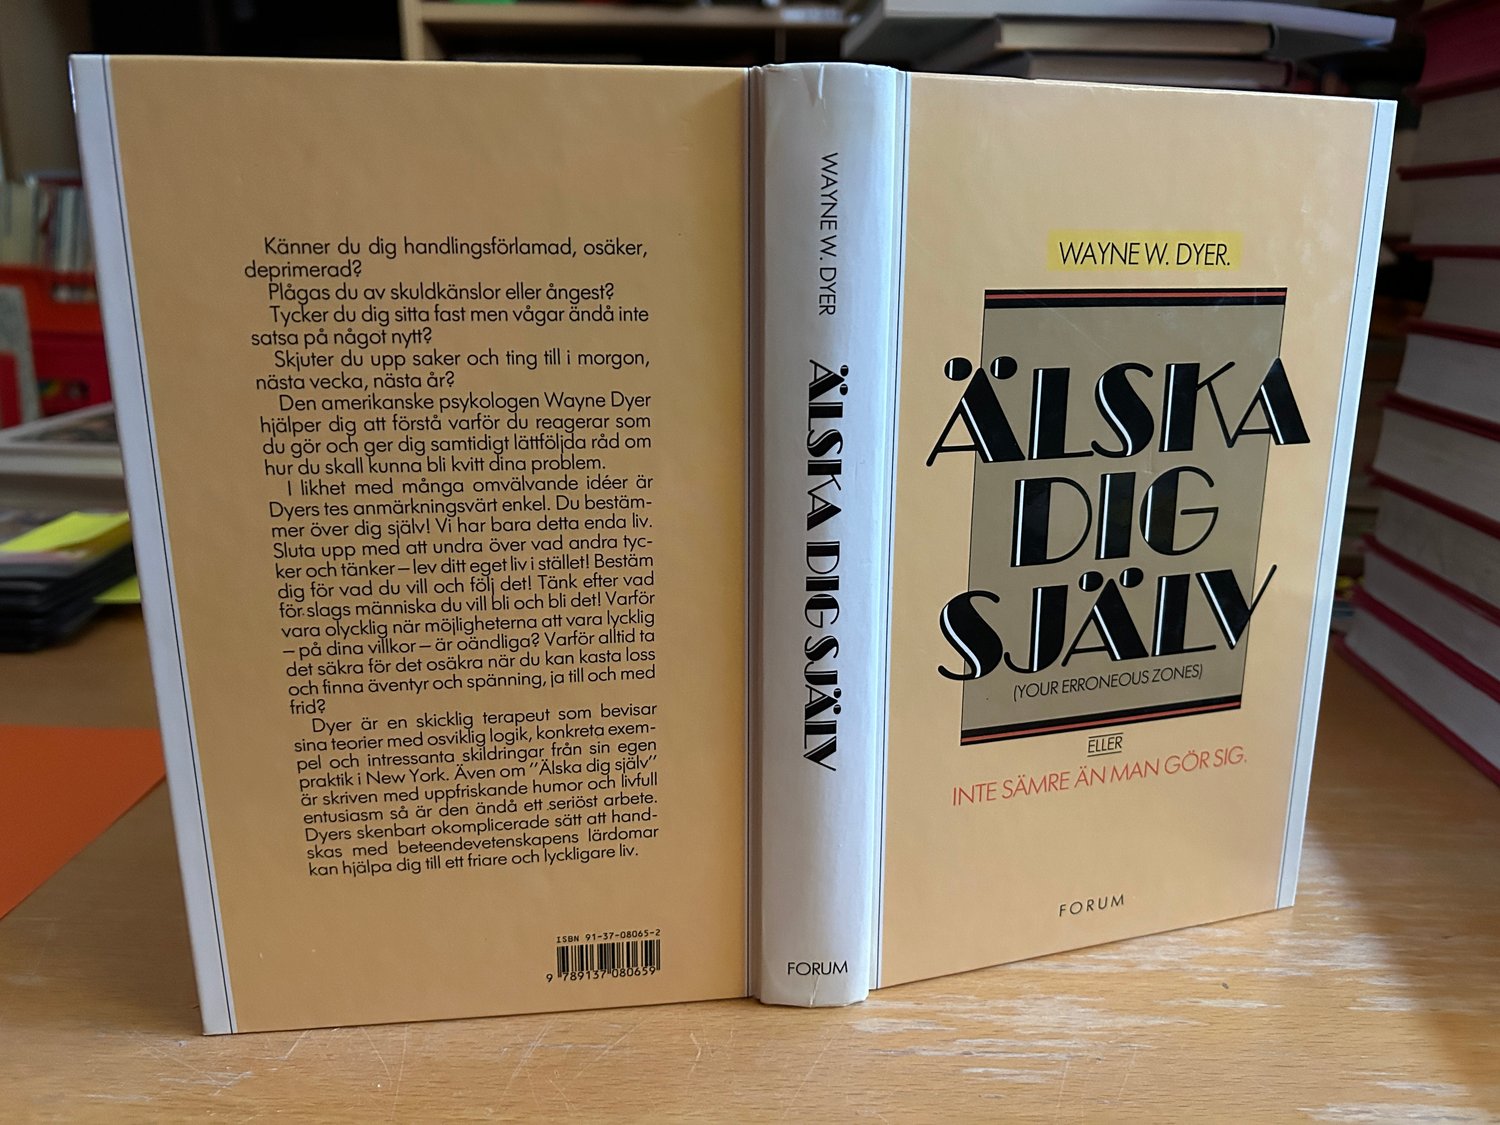 Känner du dig handlingsförlamad, osäker,
deprimerad?
Plågas du av skuldkänslor eller ångest?
Tycker du dig sitta fast men vågar ändå inte
satsa på något nytt?
Skjuter du upp saker och ting till i morgon,
nästa vecka, nästa år?
Den amerikanske psykologen Wayne Dyer
hjälper dig att förstå varför du reagerar som
du gör och ger dig samtidigt lättföljda råd om
hur du skall kunna bli kvitt dina problem.
I likhet med många omvälvande idéer är
Dyers tes anmärkningsvärt enkel. Du bestäm-
mer över dig själv! Vi har bara detta enda liv.
Sluta upp med att undra över vad andra tyc-
ker och tänker – lev ditt eget liv i stället! Bestäm
dig för vad du vill och följ det! Tänk efter vad
för slags människa du vill bli och bli det! Varför
vara olycklig när möjligheterna att vara lycklig
– på dina villkor – är oändliga? Varför alltid ta
det säkra för det osäkra när du kan kasta loss
och finna äventyr och spänning, ja till och med
frid?
Dyer är en skicklig terapeut som bevisar
sina teorier med osviklig logik, konkreta exem-
pel och intressanta skildringar från sin egen
praktik i New York. Även om "Älska dig själv"
är skriven med uppfriskande humor och livfull
entusiasm så är den ändå ett seriöst arbete.
Dyers skenbart okomplicerade sätt att hand-
skas med beteendevetenskapens lärdomar
kan hjälpa dig till ett friare och lyckligare liv.
ISBN 91-37-08065-2
9 789137 080659
WAYNE W. DYER
ÄLSKA DIG SJÄLV
FORUM
WAYNE W. DYER.
ÄLSKA
DIG
SJÄLV
(YOUR ERRONEOUS ZONES)
ELLER
INTE SÄMRE ÄN MAN GÖR SIG.
FORUM